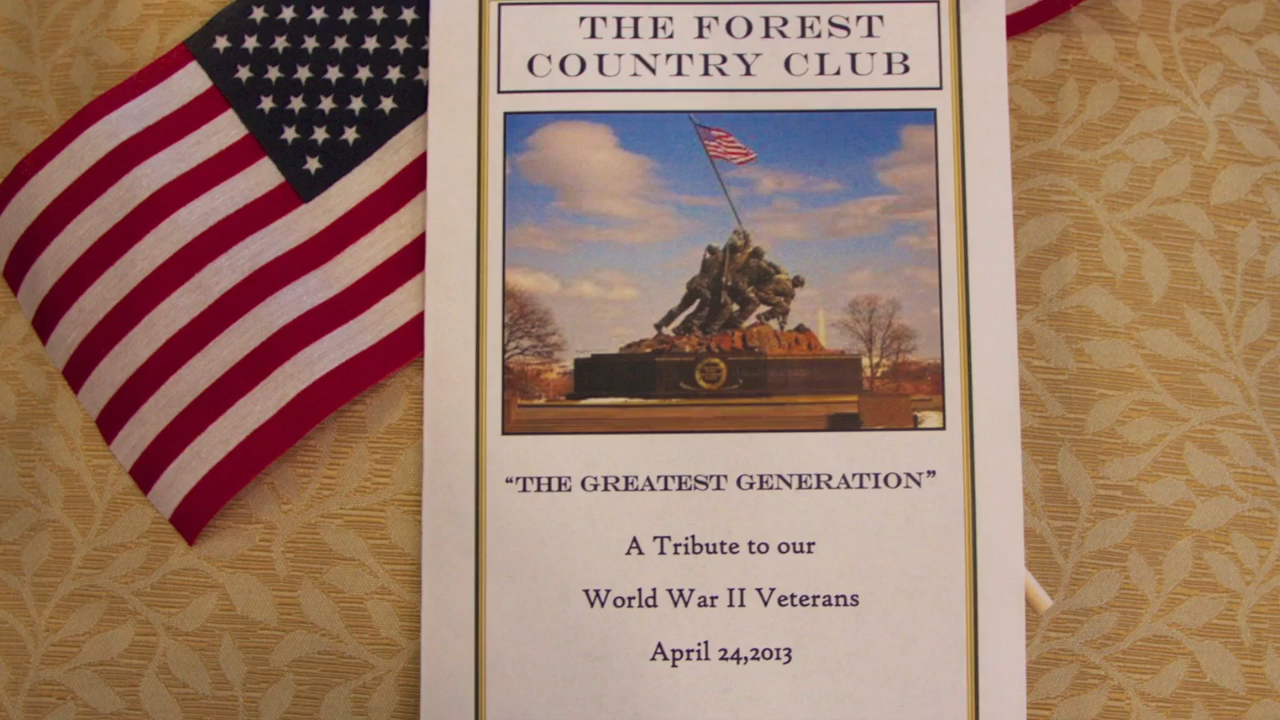 THE FOREST
COUNTRY CLUB
“THE GREATEST GENERATION”
A Tribute to our
World War II Veterans
April 24,2013